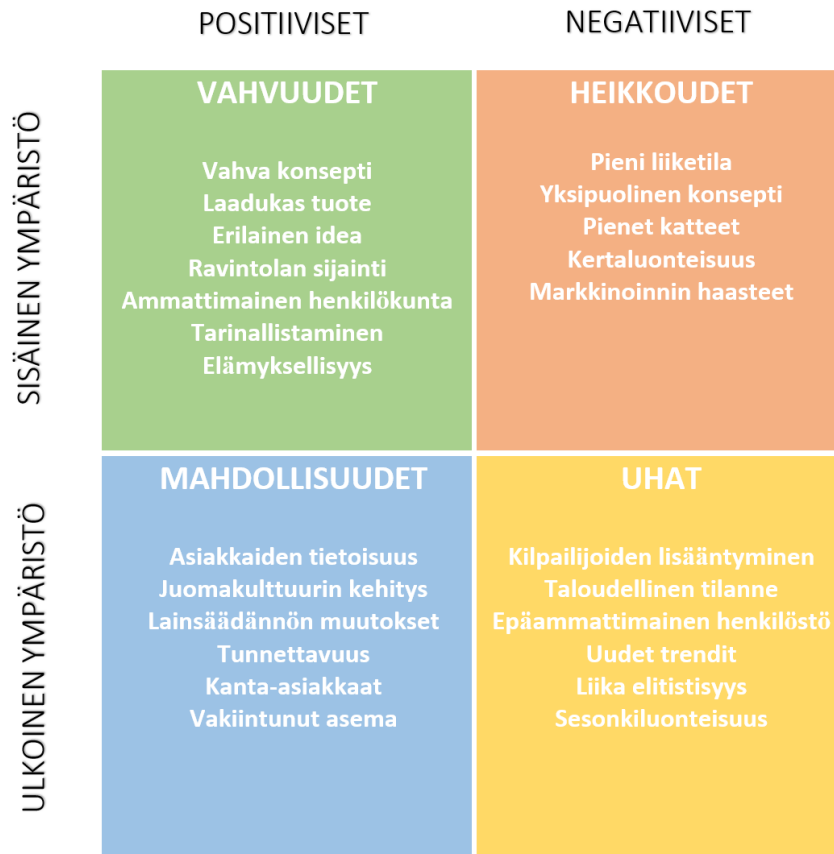 POSITIIVISET
NEGATIIVISET
SISÄINEN YMPÄRISTÖ
VAHVUUDET
Vahva konsepti
Laadukas tuote
Erilainen idea
Ravintolan sijainti
Ammattimainen henkilökunta
Tarinallistaminen
Elämyksellisyys
HEIKKOUDET
Pieni liiketila
Yksipuolinen konsepti
Pienet katteet
Kertaluonteisuus
Markkinoinnin haasteet
ULKOINEN YMPÄRISTÖ
MAHDOLLISUUDET
Asiakkaiden tietoisuus
Juomakulttuurin kehitys
Lainsäädännön muutokset
Tunnettavuus
Kanta-asiakkaat
Vakiintunut asema
UHAT
Kilpailijoiden lisääntyminen
Taloudellinen tilanne
Epäammattimainen henkilöstö
Uudet trendit
Liika elitistisyys
Sesonkiluonteisuus